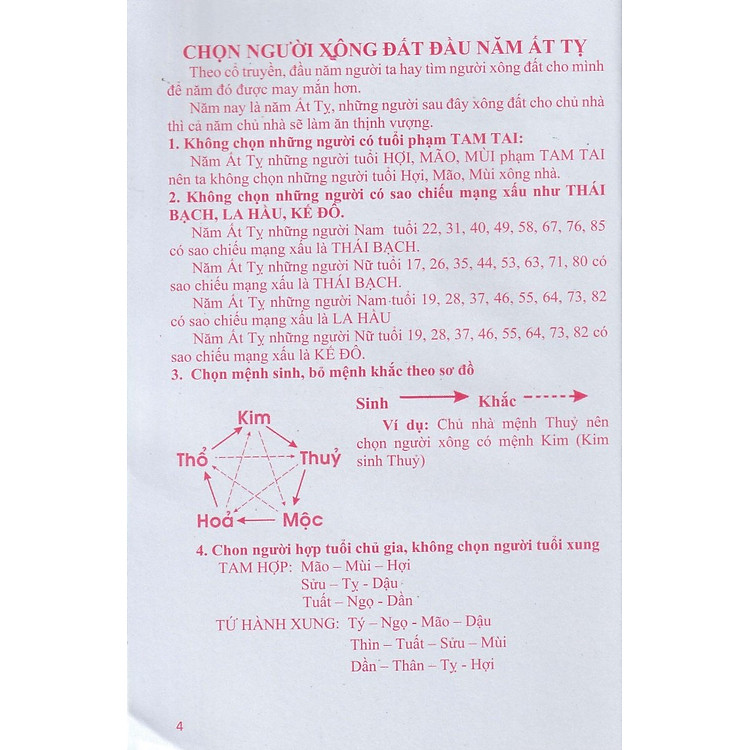 CHỌN NGƯỜI XÔNG ĐẤT ĐẦU NĂM ẤT TỴ
Theo cổ truyền, đầu năm người ta hay tìm người xông đất cho mình
để năm đó được may mắn hơn.
Năm nay là năm Ất Tỵ, những người sau đây xông đất cho chủ nhà
thì cả năm chủ nhà sẽ làm ăn thịnh vượng.
1. Không chọn những người có tuổi phạm TAM TAI:
Năm Ất Tỵ những người tuổi HỢI, MÃO, MÙI phạm TAM TAI
nên ta không chọn những người tuổi Hợi, Mão, Mùi xông nhà.
2. Không chọn những người có sao chiếu mạng xấu như THÁI
BẠCH, LA HẦU, KẾ ĐÔ.
Năm Ất Tỵ những người Nam tuổi 22, 31, 40, 49, 58, 67, 76, 85
có sao chiếu mạng xấu là THÁI BẠCH.
Năm Ất Tỵ những người Nữ tuổi 17, 26, 35, 44, 53, 63, 71, 80 có
sao chiếu mạng xấu là THÁI BẠCH.
Năm Ất Tỵ những người Nam tuổi 19, 28, 37, 46, 55, 64, 73, 82
có sao chiếu mạng xấu là LA HẦU
Năm Ất Tỵ những người Nữ tuổi 19, 28, 37, 46, 55, 64, 73, 82 có
sao chiếu mạng xấu là KẾ ĐÔ.
3. Chọn mệnh sinh, bỏ mệnh khắc theo sơ đồ
Sinh Khắc
Kim
Thổ Thuỷ
Hoả Mộc
Ví dụ: Chủ nhà mệnh Thuỷ nên
chọn người xông có mệnh Kim (Kim
sinh Thuỷ)
4. Chon người hợp tuổi chủ gia, không chọn người tuổi xung
TAM HỢP: Mão – Mùi – Hợi
Sửu – Tỵ - Dậu
Tuất – Ngọ - Dần
TỨ HÀNH XUNG: Tý – Ngọ - Mão – Dậu
Thìn – Tuất – Sửu – Mùi
Dần – Thân – Tỵ - Hợi
4